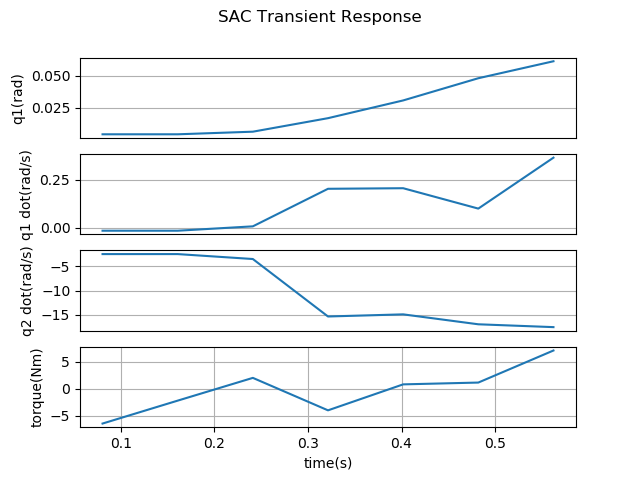 SAC Transient Response
q1(rad)
0.050
0.025
q1 dot(rad/s)
0.25
0.00
q2 dot(rad/s)
−5
−10
−15
torque(Nm)
5
0
−5
0.1 0.2 0.3 0.4 0.5
time(s)